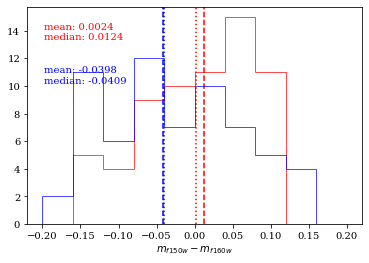 mean: 0.0024
median: 0.0124
mean: -0.0398
median: -0.0409
14
12
10
8
6
4
2
0
−0.20 −0.15 −0.10 −0.05 0.00 0.05 0.10 0.15 0.20
m_{f150w} − m_{f160w}